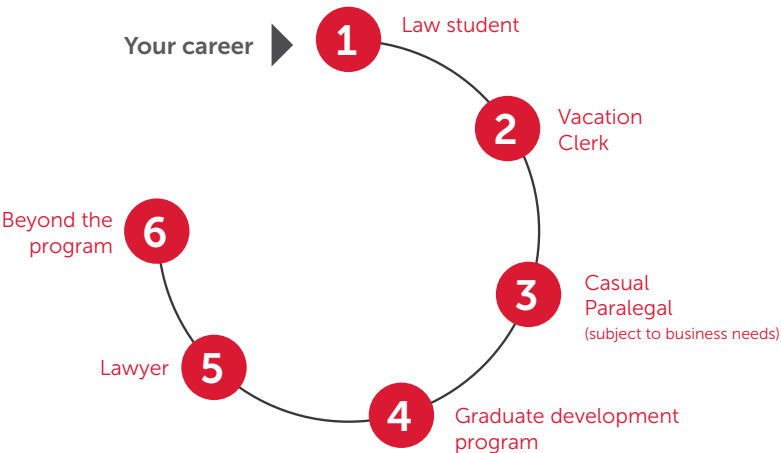 Your career
1
Law student
2
Vacation
Clerk
3
Casual
Paralegal
(subject to business needs)
4
Graduate development
program
5
Lawyer
6
Beyond the
program